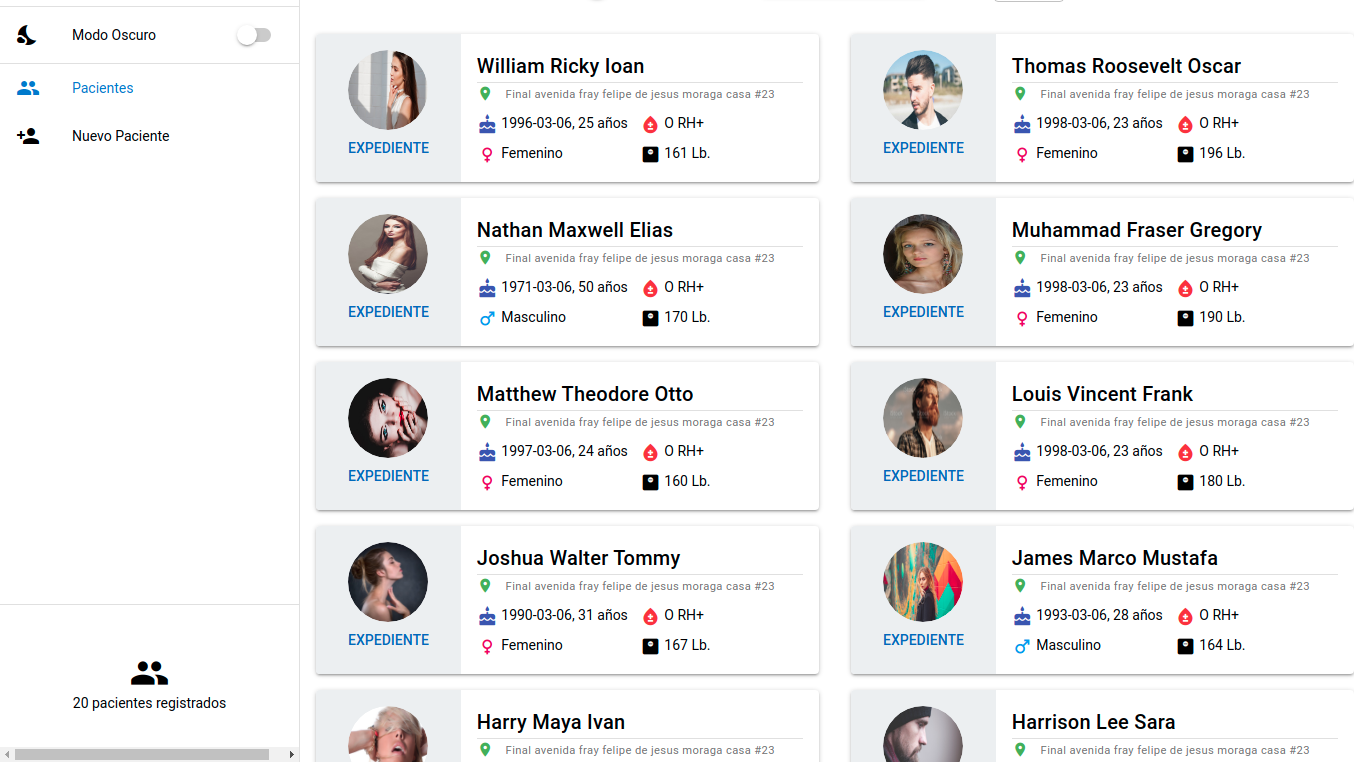 Modo Oscuro
Pacientes
Nuevo Paciente
20 pacientes registrados
William Ricky Ioan
Final avenida fray felipe de jesus moraga casa #23
1996-03-06, 25 años O RH+
Femenino 161 Lb.
EXPEDIENTE
Thomas Roosevelt Oscar
Final avenida fray felipe de jesus moraga casa #23
1998-03-06, 23 años O RH+
Femenino 196 Lb.
EXPEDIENTE
Nathan Maxwell Elias
Final avenida fray felipe de jesus moraga casa #23
1971-03-06, 50 años O RH+
Masculino 170 Lb.
EXPEDIENTE
Muhammad Fraser Gregory
Final avenida fray felipe de jesus moraga casa #23
1998-03-06, 23 años O RH+
Femenino 190 Lb.
EXPEDIENTE
Matthew Theodore Otto
Final avenida fray felipe de jesus moraga casa #23
1997-03-06, 24 años O RH+
Femenino 160 Lb.
EXPEDIENTE
Louis Vincent Frank
Final avenida fray felipe de jesus moraga casa #23
1998-03-06, 23 años O RH+
Femenino 180 Lb.
EXPEDIENTE
Joshua Walter Tommy
Final avenida fray felipe de jesus moraga casa #23
1990-03-06, 31 años O RH+
Femenino 167 Lb.
EXPEDIENTE
James Marco Mustafa
Final avenida fray felipe de jesus moraga casa #23
1993-03-06, 28 años O RH+
Masculino 164 Lb.
EXPEDIENTE
Harry Maya Ivan
Final avenida fray felipe de jesus moraga casa #23
Harrison Lee Sara
Final avenida fray felipe de jesus moraga casa #23